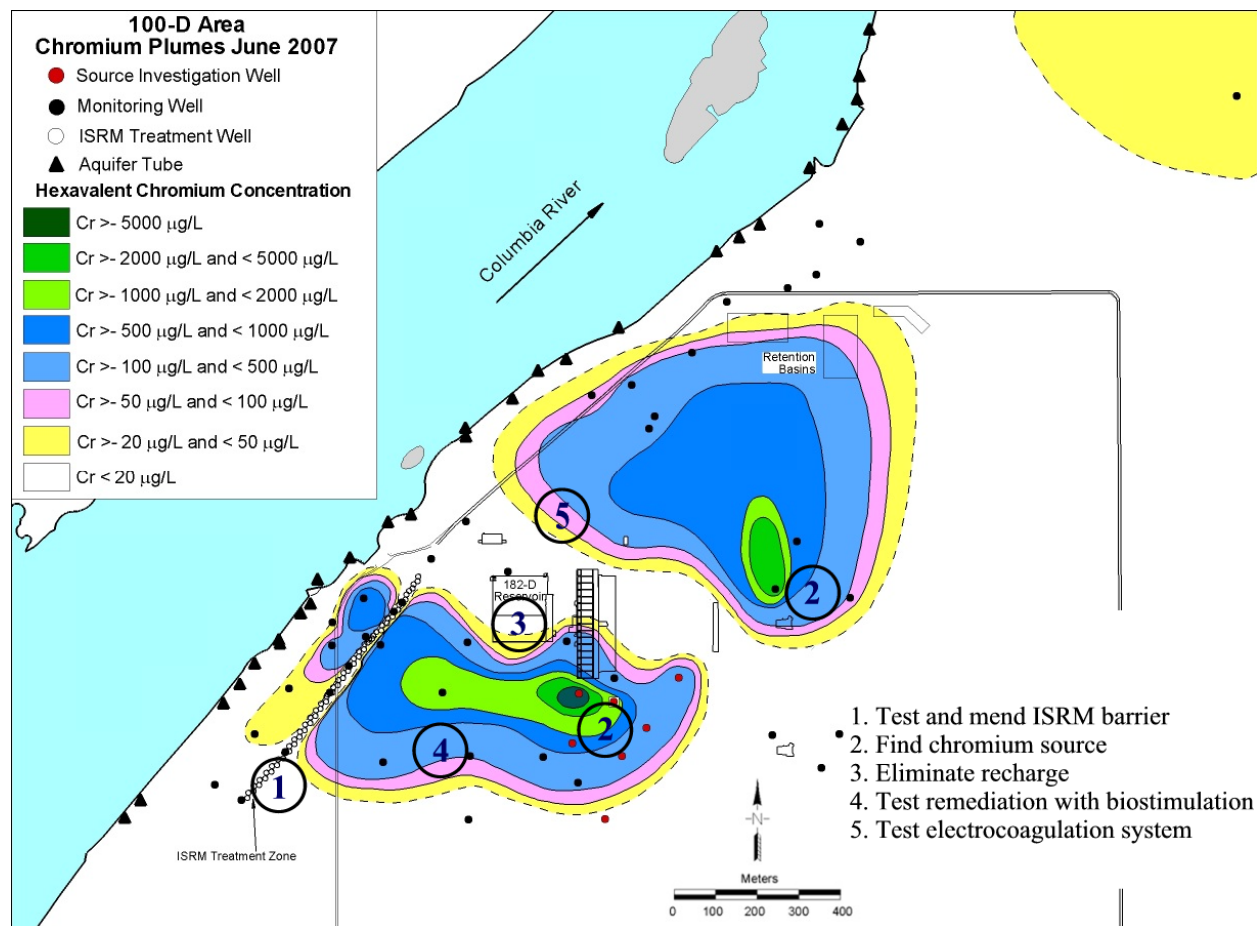 100-D Area
Chromium Plumes June 2007
Source Investigation Well
Monitoring Well
ISRM Treatment Well
Aquifer Tube
Hexavalent Chromium Concentration
Cr >- 5000 µg/L
Cr >- 2000 µg/L and < 5000 µg/L
Cr >- 1000 µg/L and <2000 µg/L
Cr >- 500 µg/L and < 1000 µg/L
Cr >- 100 µg/L and < 500 µg/L
Cr >- 50 µg/L and < 100 µg/L
Cr >- 20 µg/L and < 50 µg/L
Cr < 20 µg/L
Columbia River
Retention
Basins
5
2
182-D
Reservoir
3
2
4
1
ISRM Treatment Zone
1. Test and mend ISRM barrier
2. Find chromium source
3. Eliminate recharge
4. Test remediation with biostimulation
5. Test electrocoagulation system
N
Meters
0 100 200 300 400